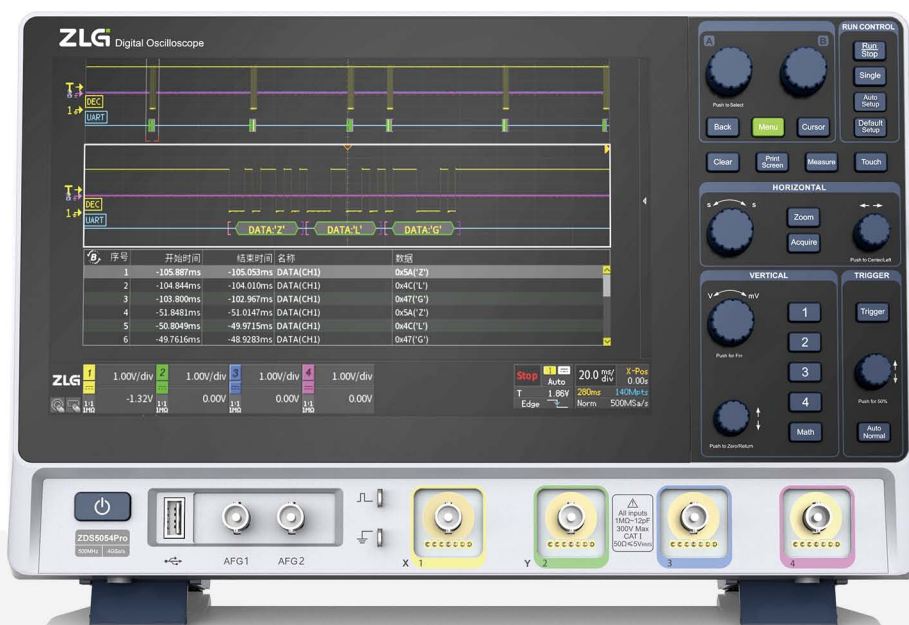 ZLG Digital Oscilloscope
T
1
DEC
UART
T
1
DEC
UART
DATA:'Z' DATA:'L' DATA:'G'
B 序号 开始时间 结束时间 名称 数据
1 -105.887ms -105.053ms DATA(CH1) 0x5A('Z')
2 -104.844ms -104.010ms DATA(CH1) 0x4C('L')
3 -103.800ms -102.967ms DATA(CH1) 0x47('G')
4 -51.8481ms -51.0147ms DATA(CH1) 0x5A('Z')
5 -50.8049ms -49.9715ms DATA(CH1) 0x4C('L')
6 -49.7616ms -48.9283ms DATA(CH1) 0x47('G')
ZLG
1 1.00V/div -1.32V 1:1 1MΩ
2 1.00V/div 0.00V 1:1 1MΩ
3 1.00V/div 0.00V 1:1 1MΩ
4 1.00V/div 0.00V 1:1 1MΩ
Stop 1 Auto 20.0 ms/div X-Pos 0.00s
T 1.86V 280ms 140Mpts
Edge Norm 500MSa/s
RUN CONTROL
A B
Push to Select
Run
Stop
Single
Auto
Setup
Default
Setup
Back Menu Cursor
Clear Print Screen Measure Touch
HORIZONTAL
s s
Zoom
Acquire
Push to Center/Left
VERTICAL
V mV
Push for Fin
1
2
3
4
Math
Push to Zero/Return
TRIGGER
Trigger
Push for 50%
Auto
Normal
ZDS5054Pro
500MHz 4GSa/s
AFG1 AFG2
X 1
Y 2
All inputs
1MΩ~12pF
300V Max
CAT I
50Ω≤5Vrms
3
4